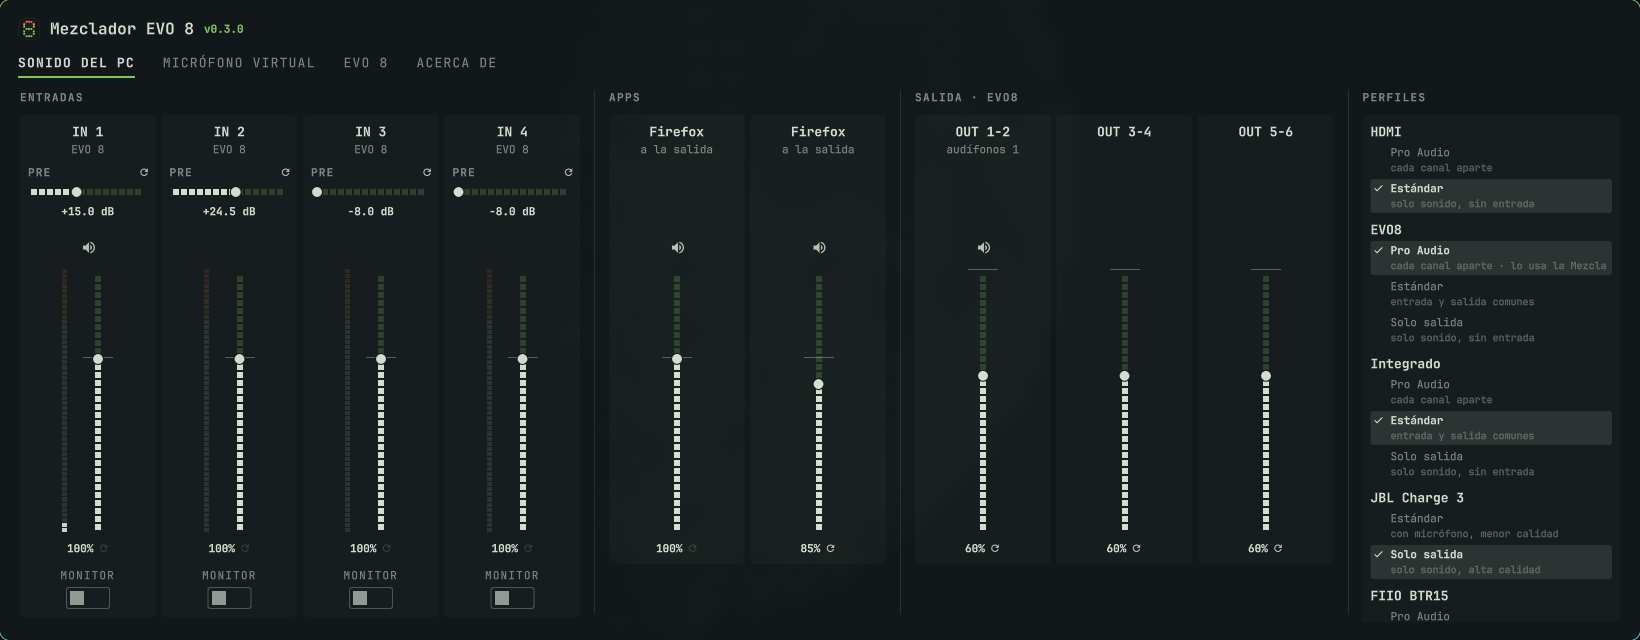 8 Mezclador EVO 8 v0.3.0
SONIDO DEL PC MICRÓFONO VIRTUAL EVO 8 ACERCA DE
ENTRADAS
IN 1
EVO 8
PRE
+15.0 dB
100%
MONITOR
IN 2
EVO 8
PRE
+24.5 dB
100%
MONITOR
IN 3
EVO 8
PRE
-8.0 dB
100%
MONITOR
IN 4
EVO 8
PRE
-8.0 dB
100%
MONITOR
APPS
Firefox
a la salida
100%
Firefox
a la salida
85%
SALIDA · EVO8
OUT 1-2
audífonos 1
60%
OUT 3-4
60%
OUT 5-6
60%
PERFILES
HDMI
Pro Audio
cada canal aparte
Estándar
solo sonido, sin entrada
EVO8
Pro Audio
cada canal aparte · lo usa la Mezcla
Estándar
entrada y salida comunes
Solo salida
solo sonido, sin entrada
Integrado
Pro Audio
cada canal aparte
Estándar
entrada y salida comunes
Solo salida
solo sonido, sin entrada
JBL Charge 3
Estándar
con micrófono, menor calidad
Solo salida
solo sonido, alta calidad
FIIO BTR15
Pro Audio